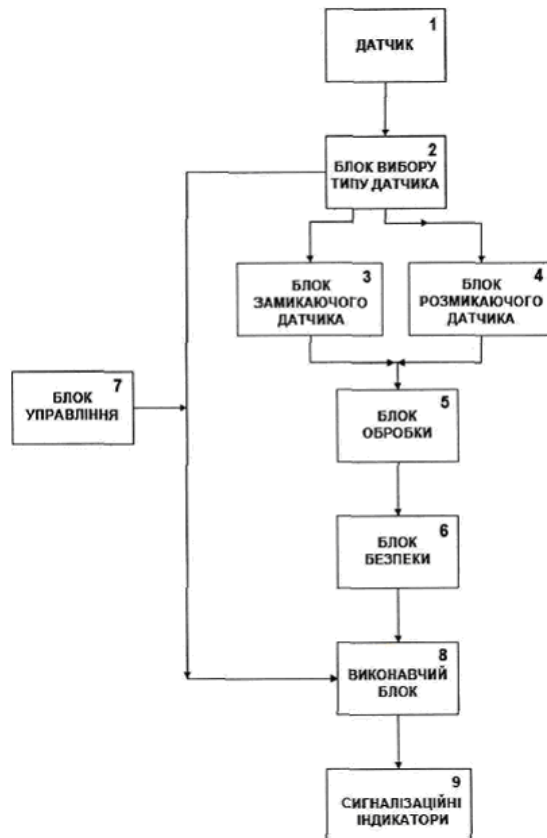 1
ДАТЧИК
2
БЛОК ВИБОРУ
ТИПУ ДАТЧИКА
3
БЛОК
ЗАМИКАЮЧОГО
ДАТЧИКА
4
БЛОК
РОЗМИКАЮЧОГО
ДАТЧИКА
7
БЛОК
УПРАВЛІННЯ
5
БЛОК
ОБРОБКИ
6
БЛОК
БЕЗПЕКИ
8
ВИКОНАВЧИЙ
БЛОК
9
СИГНАЛІЗАЦІЙНІ
ІНДИКАТОРИ